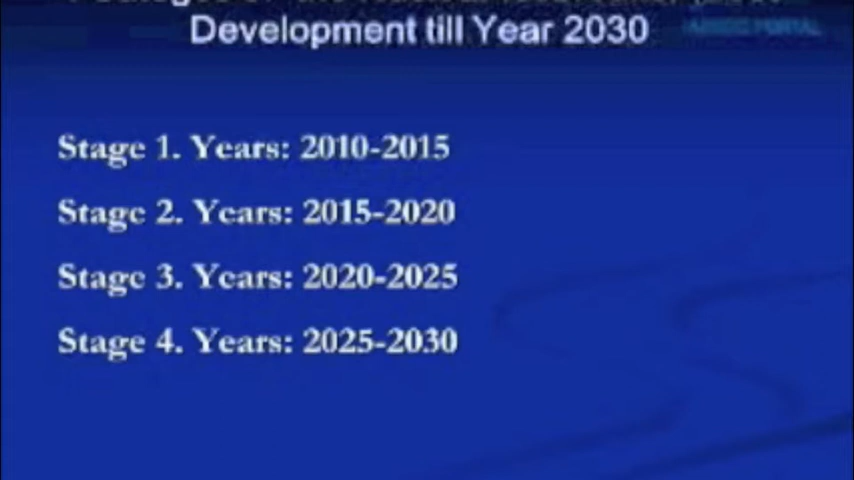 Development till Year 2030
Stage 1. Years: 2010-2015
Stage 2. Years: 2015-2020
Stage 3. Years: 2020-2025
Stage 4. Years: 2025-2030